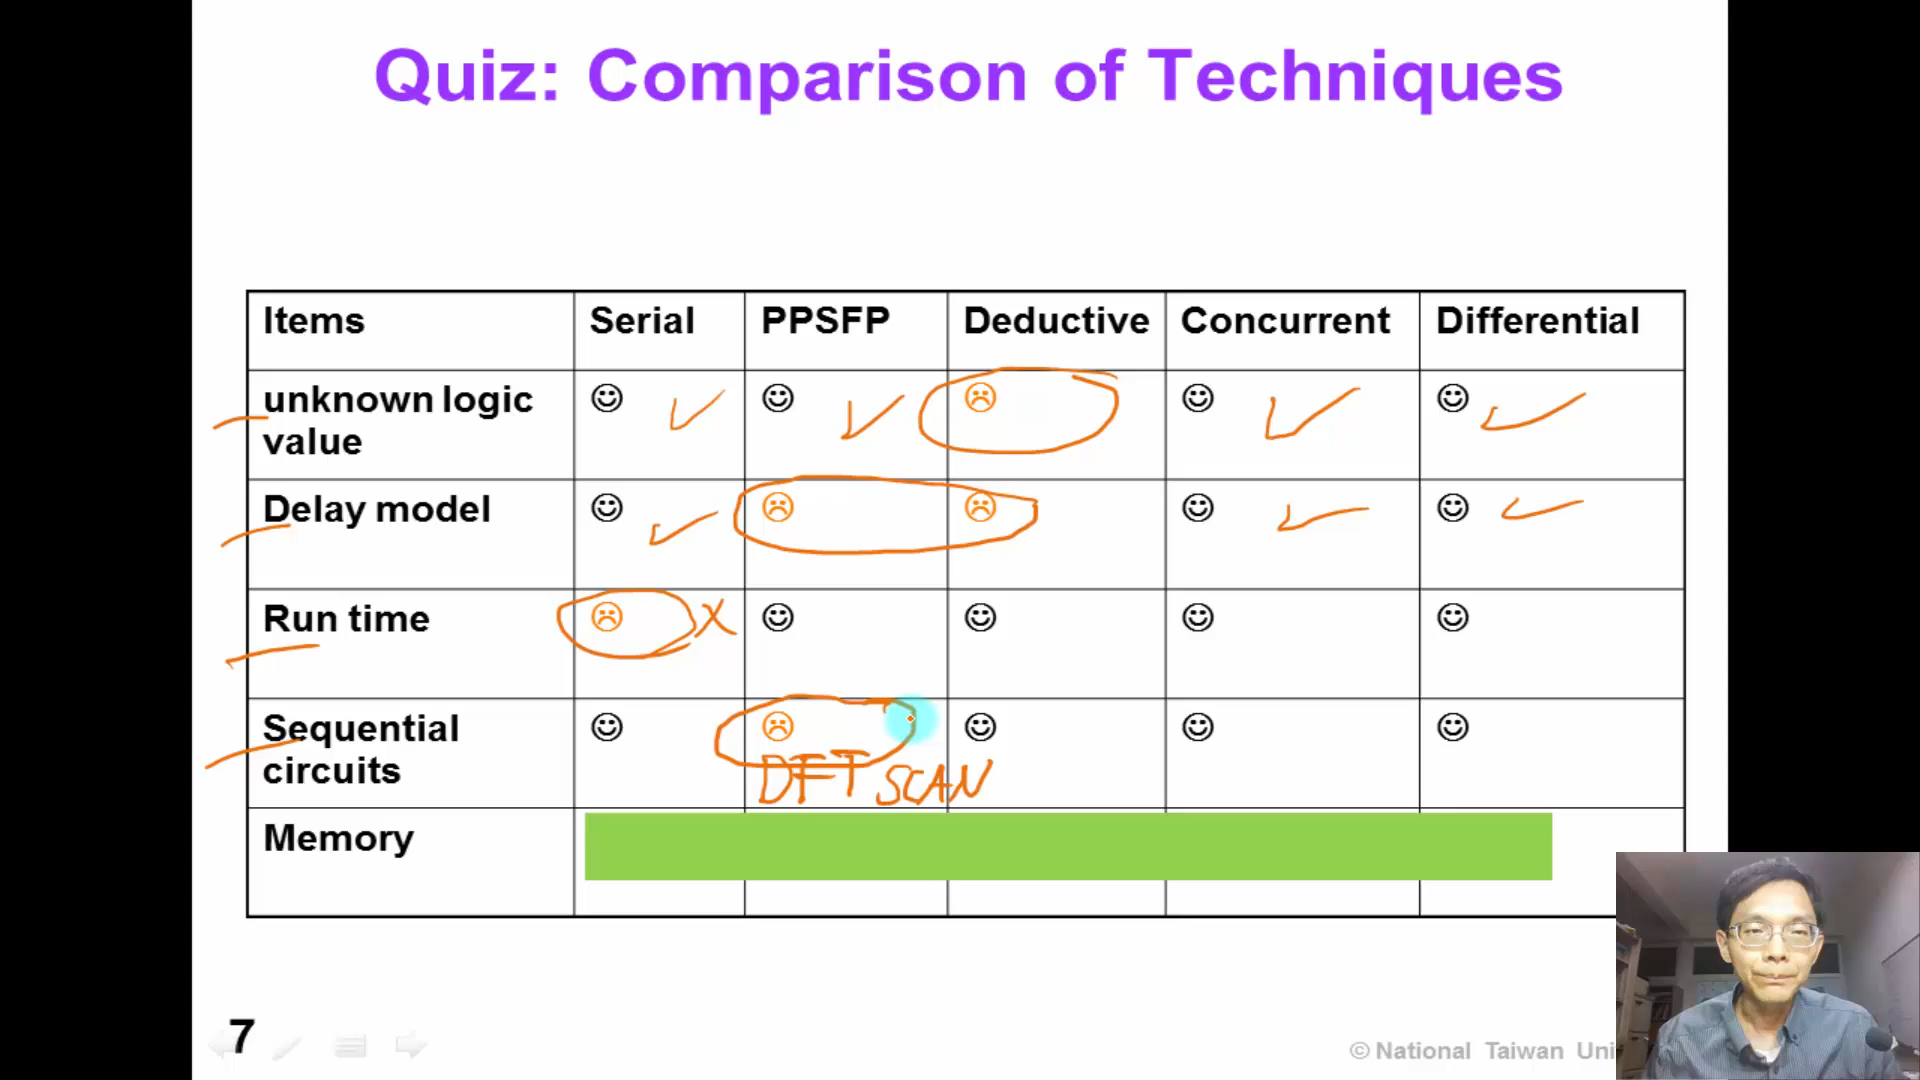 Quiz: Comparison of Techniques
Items Serial PPSFP Deductive Concurrent Differential
unknown logic value ☺ ☺ ☹ ☺ ☺
Delay model ☺ ☹ ☹ ☺ ☺
Run time ☹ X ☺ ☺ ☺ ☺
Sequential circuits ☺ ☹ ☺ ☺ ☺
DFT SCAN
Memory
7
© National Taiwan Uni